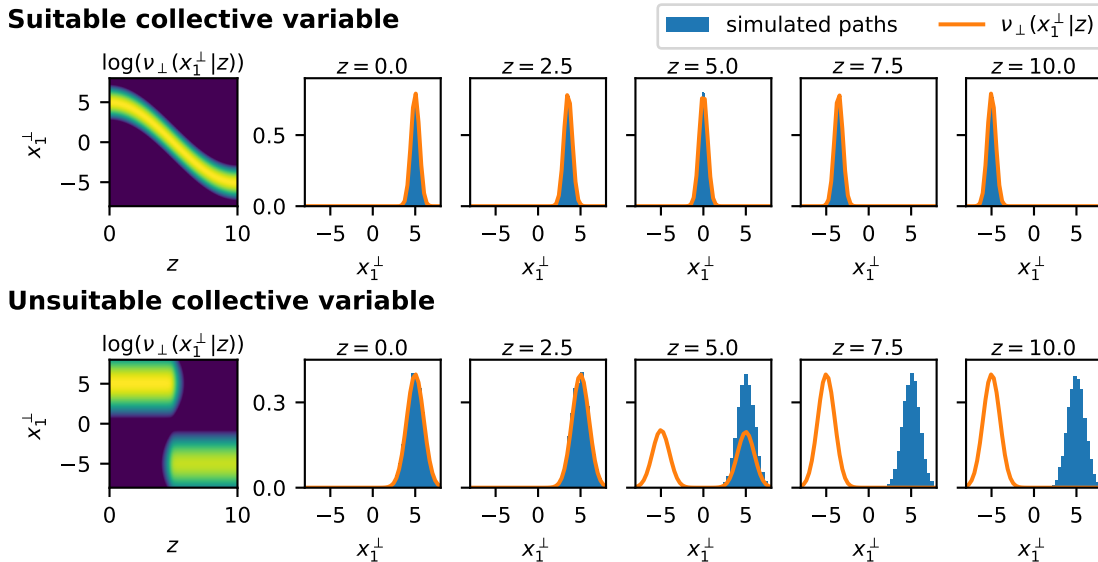 Suitable collective variable
simulated paths
ν⊥(x₁^⊥|z)
log(ν⊥(x₁^⊥|z))
z = 0.0
z = 2.5
z = 5.0
z = 7.5
z = 10.0
x₁^⊥
5
0
−5
0 10
z
0.5
0.0
−5 0 5
x₁^⊥
−5 0 5
x₁^⊥
−5 0 5
x₁^⊥
−5 0 5
x₁^⊥
−5 0 5
x₁^⊥
Unsuitable collective variable
log(ν⊥(x₁^⊥|z))
z = 0.0
z = 2.5
z = 5.0
z = 7.5
z = 10.0
x₁^⊥
5
0
−5
0 10
z
0.3
0.0
−5 0 5
x₁^⊥
−5 0 5
x₁^⊥
−5 0 5
x₁^⊥
−5 0 5
x₁^⊥
−5 0 5
x₁^⊥